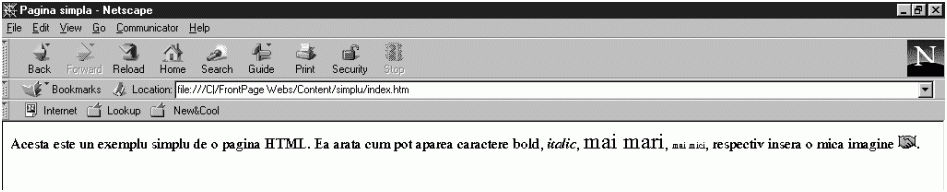 Pagina simpla - Netscape
File Edit View Go Communicator Help
Back Forward Reload Home Search Guide Print Security Stop
N
Bookmarks Location: file:///C|/FrontPage Webs/Content/simplu/index.htm
Internet Lookup New&Cool
Acesta este un exemplu simplu de o pagina HTML. Ea arata cum pot aparea caractere bold, italic, mai mari, mai mici, respectiv insera o mica imagine .